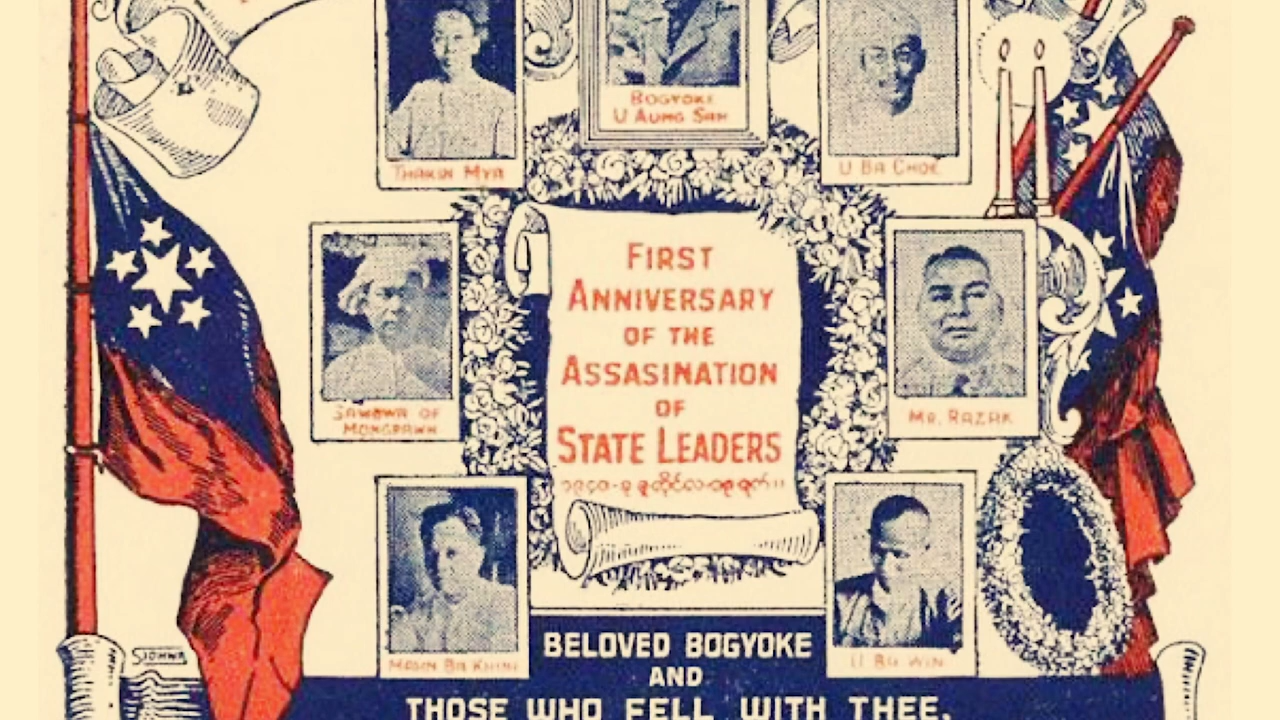 THAKIN MYA
BOGYOKE
U AUNG SAN
U BA CHOE
FIRST
ANNIVERSARY
OF THE
ASSASINATION
OF
STATE LEADERS
SAWBWA OF
MONGPAWN
MR. RAZAK
MAHN BA KHINE
U BA WIN
BELOVED BOGYOKE
AND
THOSE WHO FELL WITH THEE,